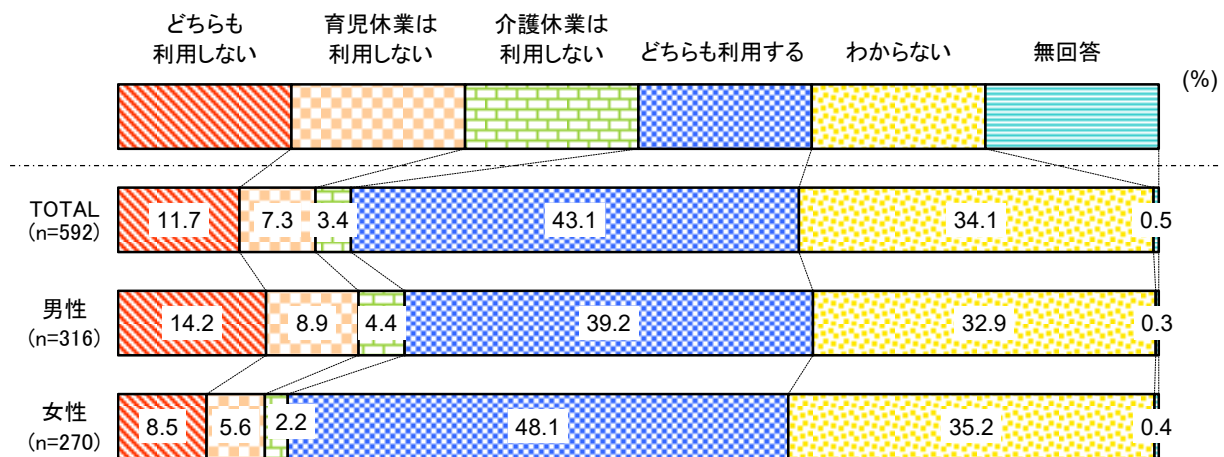 どちらも
利用しない
育児休業は
利用しない
介護休業は
利用しない
どちらも利用する
わからない
無回答
(%)
TOTAL
(n=592)
11.7
7.3
3.4
43.1
34.1
0.5
男性
(n=316)
14.2
8.9
4.4
39.2
32.9
0.3
女性
(n=270)
8.5
5.6
2.2
48.1
35.2
0.4